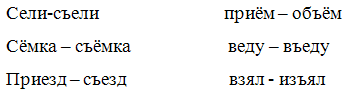 Сели-съели приём – объём
Сёмка – съёмка веду – въеду
Приезд – съезд взял - изъял